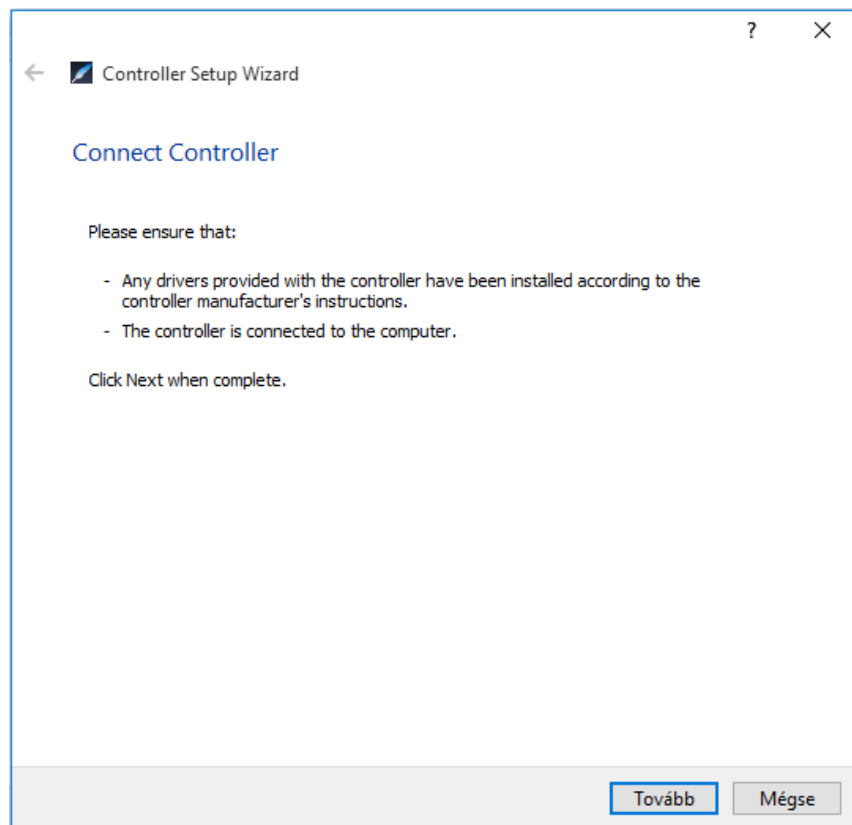 ?
Controller Setup Wizard
Connect Controller
Please ensure that:
- Any drivers provided with the controller have been installed according to the
controller manufacturer's instructions.
- The controller is connected to the computer.
Click Next when complete.
Tovább
Mégse